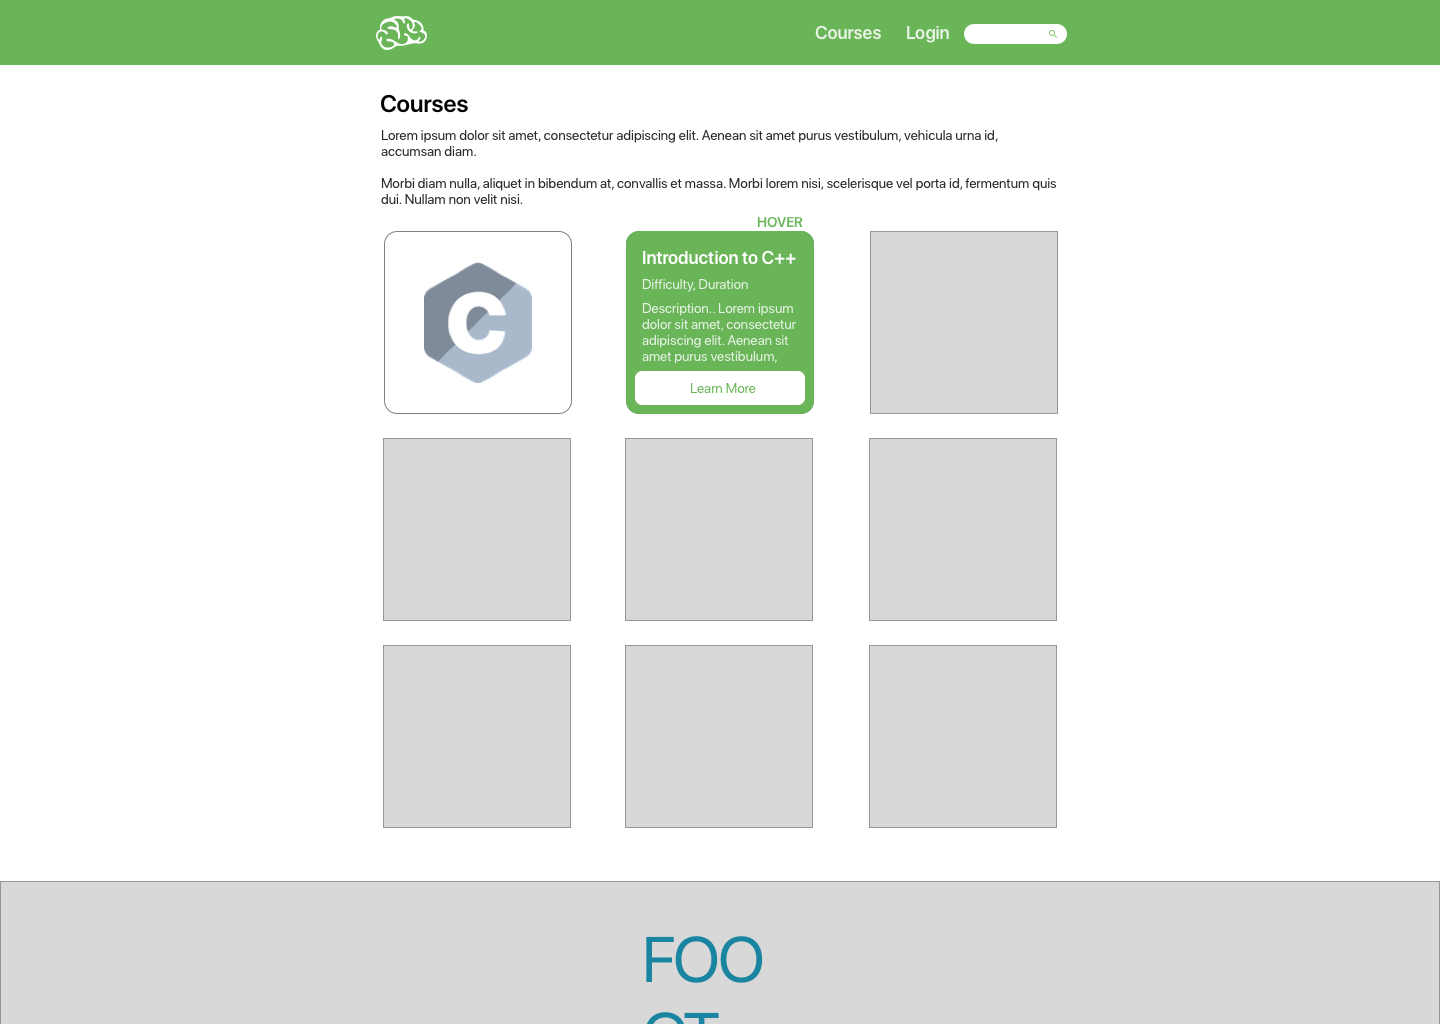 Courses Login
Courses
Lorem ipsum dolor sit amet, consectetur adipiscing elit. Aenean sit amet purus vestibulum, vehicula urna id,
accumsan diam.
Morbi diam nulla, aliquet in bibendum at, convallis et massa. Morbi lorem nisi, scelerisque vel porta id, fermentum quis
dui. Nullam non velit nisi.
HOVER
C
Introduction to C++
Difficulty, Duration
Description.. Lorem ipsum
dolor sit amet, consectetur
adipiscing elit. Aenean sit
amet purus vestibulum,
Learn More
FOO